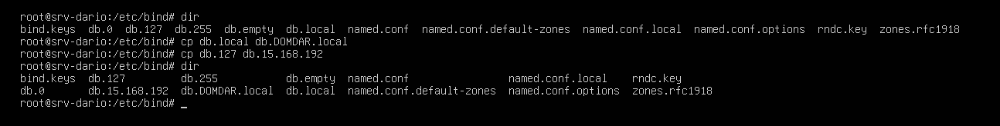 root@srv-dario:/etc/bind# dir
bind.keys  db.0  db.127  db.255  db.empty  db.local  named.conf  named.conf.default-zones  named.conf.local  named.conf.options  rndc.key  zones.rfc1918
root@srv-dario:/etc/bind# cp db.local db.DOMDAR.local
root@srv-dario:/etc/bind# cp db.127 db.15.168.192
root@srv-dario:/etc/bind# dir
bind.keys  db.127         db.255           db.empty  named.conf                named.conf.local    rndc.key
db.0       db.15.168.192  db.DOMDAR.local  db.local  named.conf.default-zones  named.conf.options  zones.rfc1918
root@srv-dario:/etc/bind# _